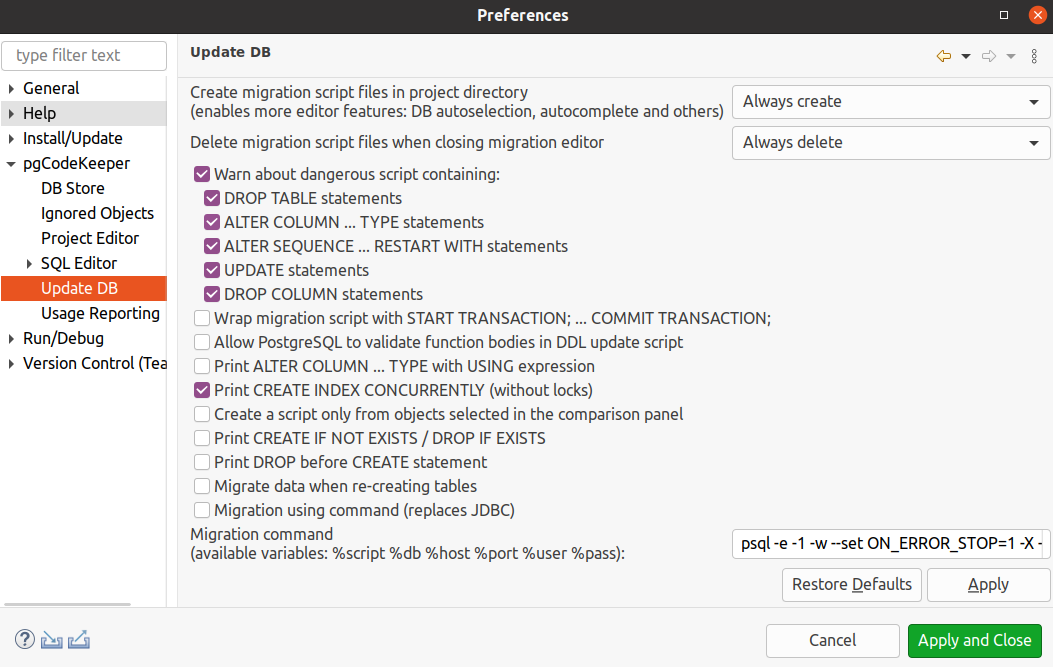 Preferences
type filter text
General
Help
Install/Update
pgCodeKeeper
DB Store
Ignored Objects
Project Editor
SQL Editor
Update DB
Usage Reporting
Run/Debug
Version Control (Tea
Update DB
Create migration script files in project directory
(enables more editor features: DB autoselection, autocomplete and others)
Always create
Delete migration script files when closing migration editor
Always delete
Warn about dangerous script containing:
DROP TABLE statements
ALTER COLUMN ... TYPE statements
ALTER SEQUENCE ... RESTART WITH statements
UPDATE statements
DROP COLUMN statements
Wrap migration script with START TRANSACTION; ... COMMIT TRANSACTION;
Allow PostgreSQL to validate function bodies in DDL update script
Print ALTER COLUMN ... TYPE with USING expression
Print CREATE INDEX CONCURRENTLY (without locks)
Create a script only from objects selected in the comparison panel
Print CREATE IF NOT EXISTS / DROP IF EXISTS
Print DROP before CREATE statement
Migrate data when re-creating tables
Migration using command (replaces JDBC)
Migration command
(available variables: %script %db %host %port %user %pass):
psql -e -1 -w --set ON_ERROR_STOP=1 -X -
Restore Defaults
Apply
?
Cancel
Apply and Close